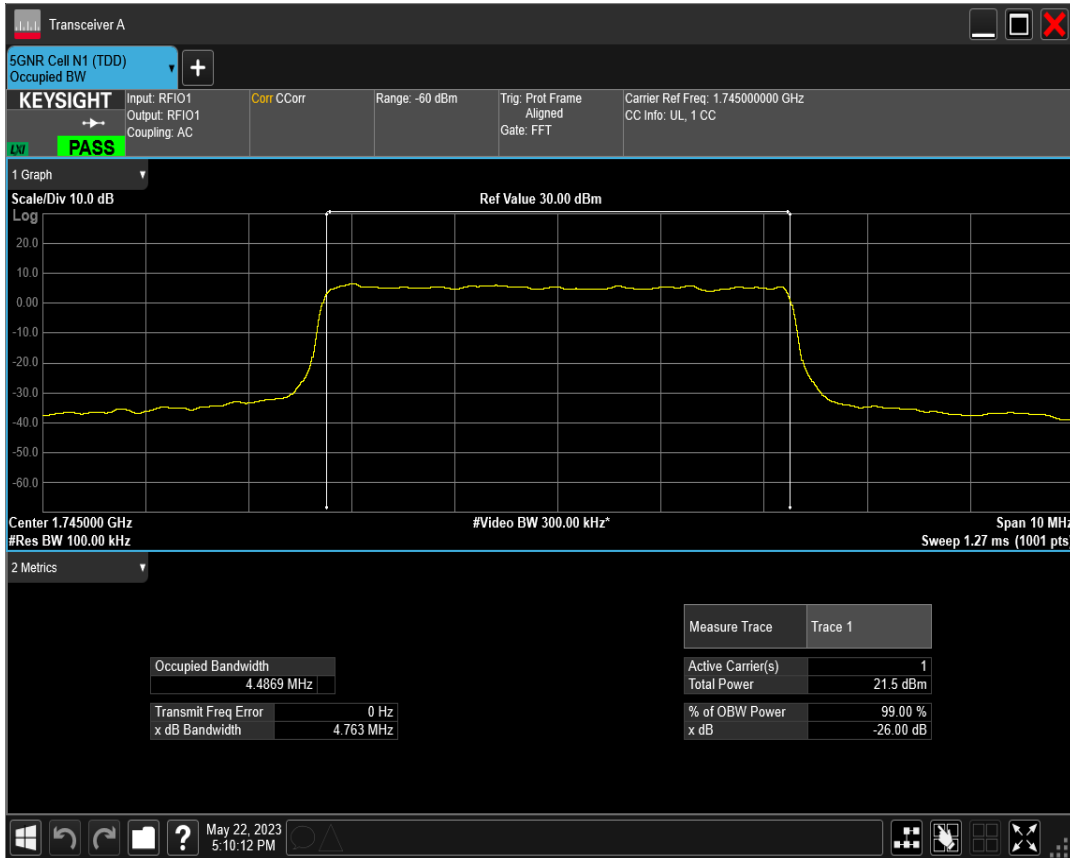 Transceiver A
5GNR Cell N1 (TDD)
Occupied BW
+
KEYSIGHT
LXI
PASS
Input: RFIO1
Output: RFIO1
Coupling: AC
Corr CCorr
Range: -60 dBm
Trig: Prot Frame
Aligned
Gate: FFT
Carrier Ref Freq: 1.745000000 GHz
CC Info: UL, 1 CC
1 Graph
Scale/Div 10.0 dB
Ref Value 30.00 dBm
Log
20.0
10.0
0.00
-10.0
-20.0
-30.0
-40.0
-50.0
-60.0
Center 1.745000 GHz
#Video BW 300.00 kHz*
Span 10 MHz
#Res BW 100.00 kHz
Sweep 1.27 ms (1001 pts)
2 Metrics
Measure Trace Trace 1
Occupied Bandwidth
4.4869 MHz
Transmit Freq Error 0 Hz
x dB Bandwidth 4.763 MHz
Active Carrier(s) 1
Total Power 21.5 dBm
% of OBW Power 99.00 %
x dB -26.00 dB
?
May 22, 2023
5:10:12 PM